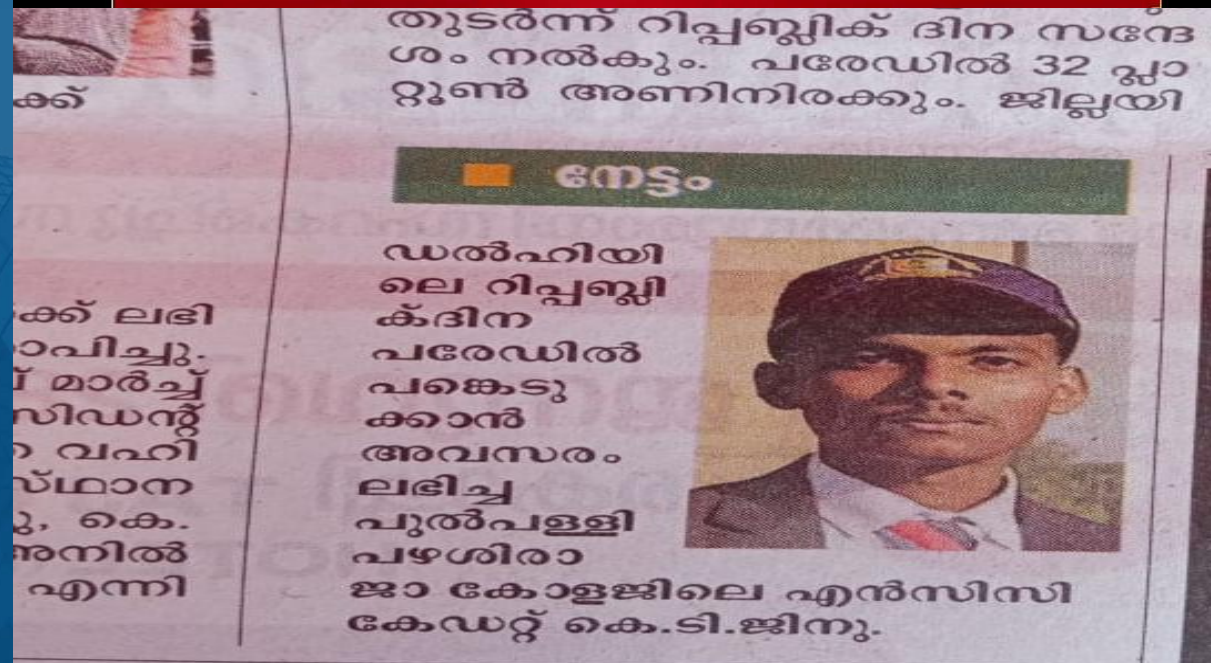 തുടർന്ന് റിപ്പബ്ലിക് ദിന സന്ദേ
ശം നൽകും. പരേഡിൽ 32 പ്ലാ
റ്റൂൺ അണിനിരക്കും. ജില്ലയി
നേട്ടം
ഡൽഹിയി
ലെ റിപ്പബ്ലി
ക്ദിന
പരേഡിൽ
പങ്കെടു
ക്കാൻ
അവസരം
ലഭിച്ച
പുൽപള്ളി
പഴശിരാ
ജാ കോളജിലെ എൻസിസി
കേഡറ്റ് കെ.ടി.ജിനു.
ക്ക്
ക്ക് ലഭി
ാപിച്ചു.
മാർച്ച്
സിഡന്റ്
വഹി
സ്ഥാന
കെ.
അനിൽ
എന്നി